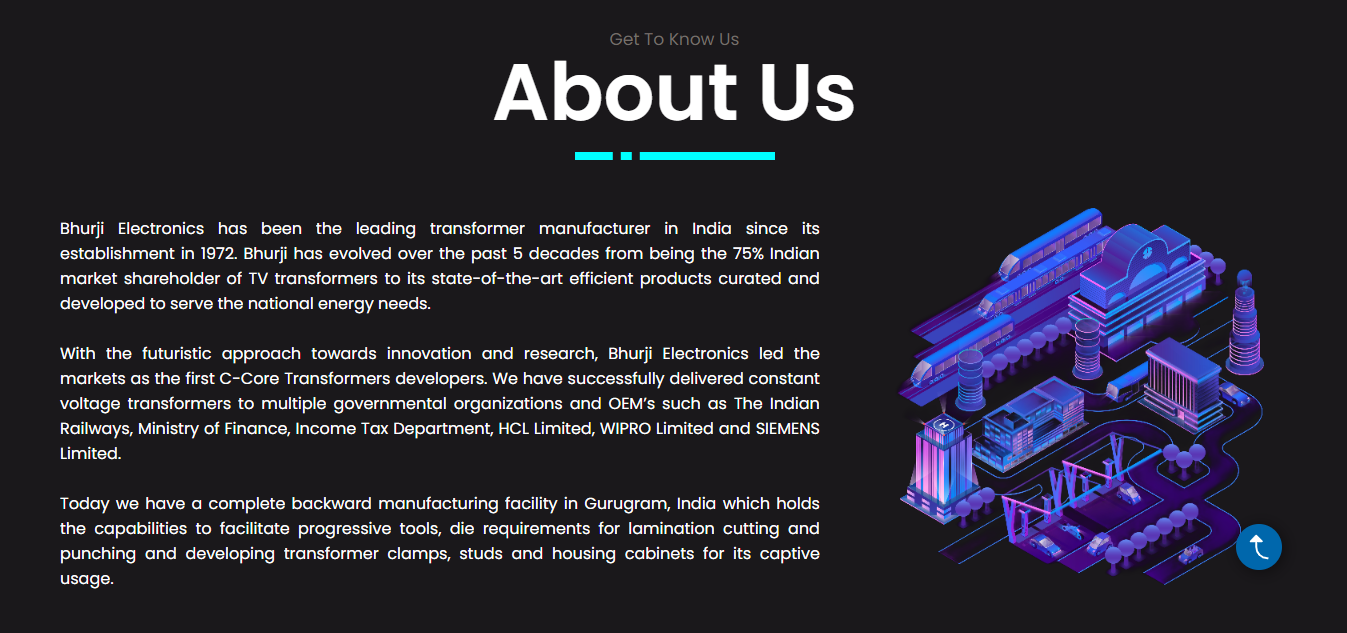 Get To Know Us
About Us
Bhurji Electronics has been the leading transformer manufacturer in India since its
establishment in 1972. Bhurji has evolved over the past 5 decades from being the 75% Indian
market shareholder of TV transformers to its state-of-the-art efficient products curated and
developed to serve the national energy needs.
With the futuristic approach towards innovation and research, Bhurji Electronics led the
markets as the first C-Core Transformers developers. We have successfully delivered constant
voltage transformers to multiple governmental organizations and OEM's such as The Indian
Railways, Ministry of Finance, Income Tax Department, HCL Limited, WIPRO Limited and SIEMENS
Limited.
Today we have a complete backward manufacturing facility in Gurugram, India which holds
the capabilities to facilitate progressive tools, die requirements for lamination cutting and
punching and developing transformer clamps, studs and housing cabinets for its captive
usage.
H